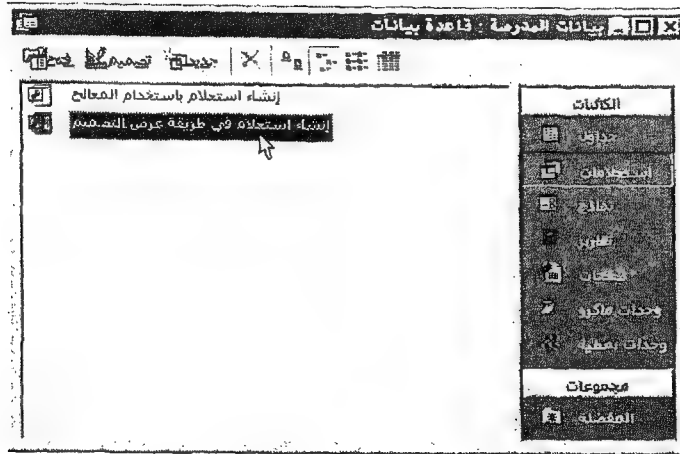 بيانات المدرسة : قاعدة بيانات
فتح تصميم جديد
إنشاء استعلام باستخدام المعالج
إنشاء استعلام في طريقة عرض التصميم
الكائنات
جداول
استعلامات
نماذج
تقارير
صفحات
وحدات ماكرو
وحدات نمطية
مجموعات
المفضلة